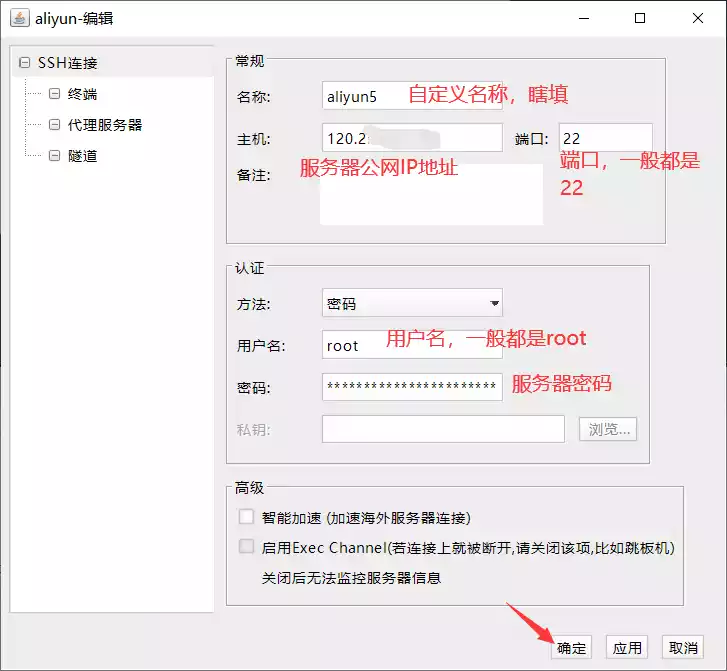 aliyun-编辑
SSH连接
终端
代理服务器
隧道
常规
名称: aliyun5 自定义名称，瞎填
主机: 120.2 端口: 22
服务器公网IP地址
端口，一般都是
22
备注:
认证
方法: 密码
用户名: root 用户名，一般都是root
密码: *********************** 服务器密码
私钥: 浏览...
高级
智能加速 (加速海外服务器连接)
启用Exec Channel(若连接上就被断开,请关闭该项,比如跳板机)
关闭后无法监控服务器信息
确定 应用 取消